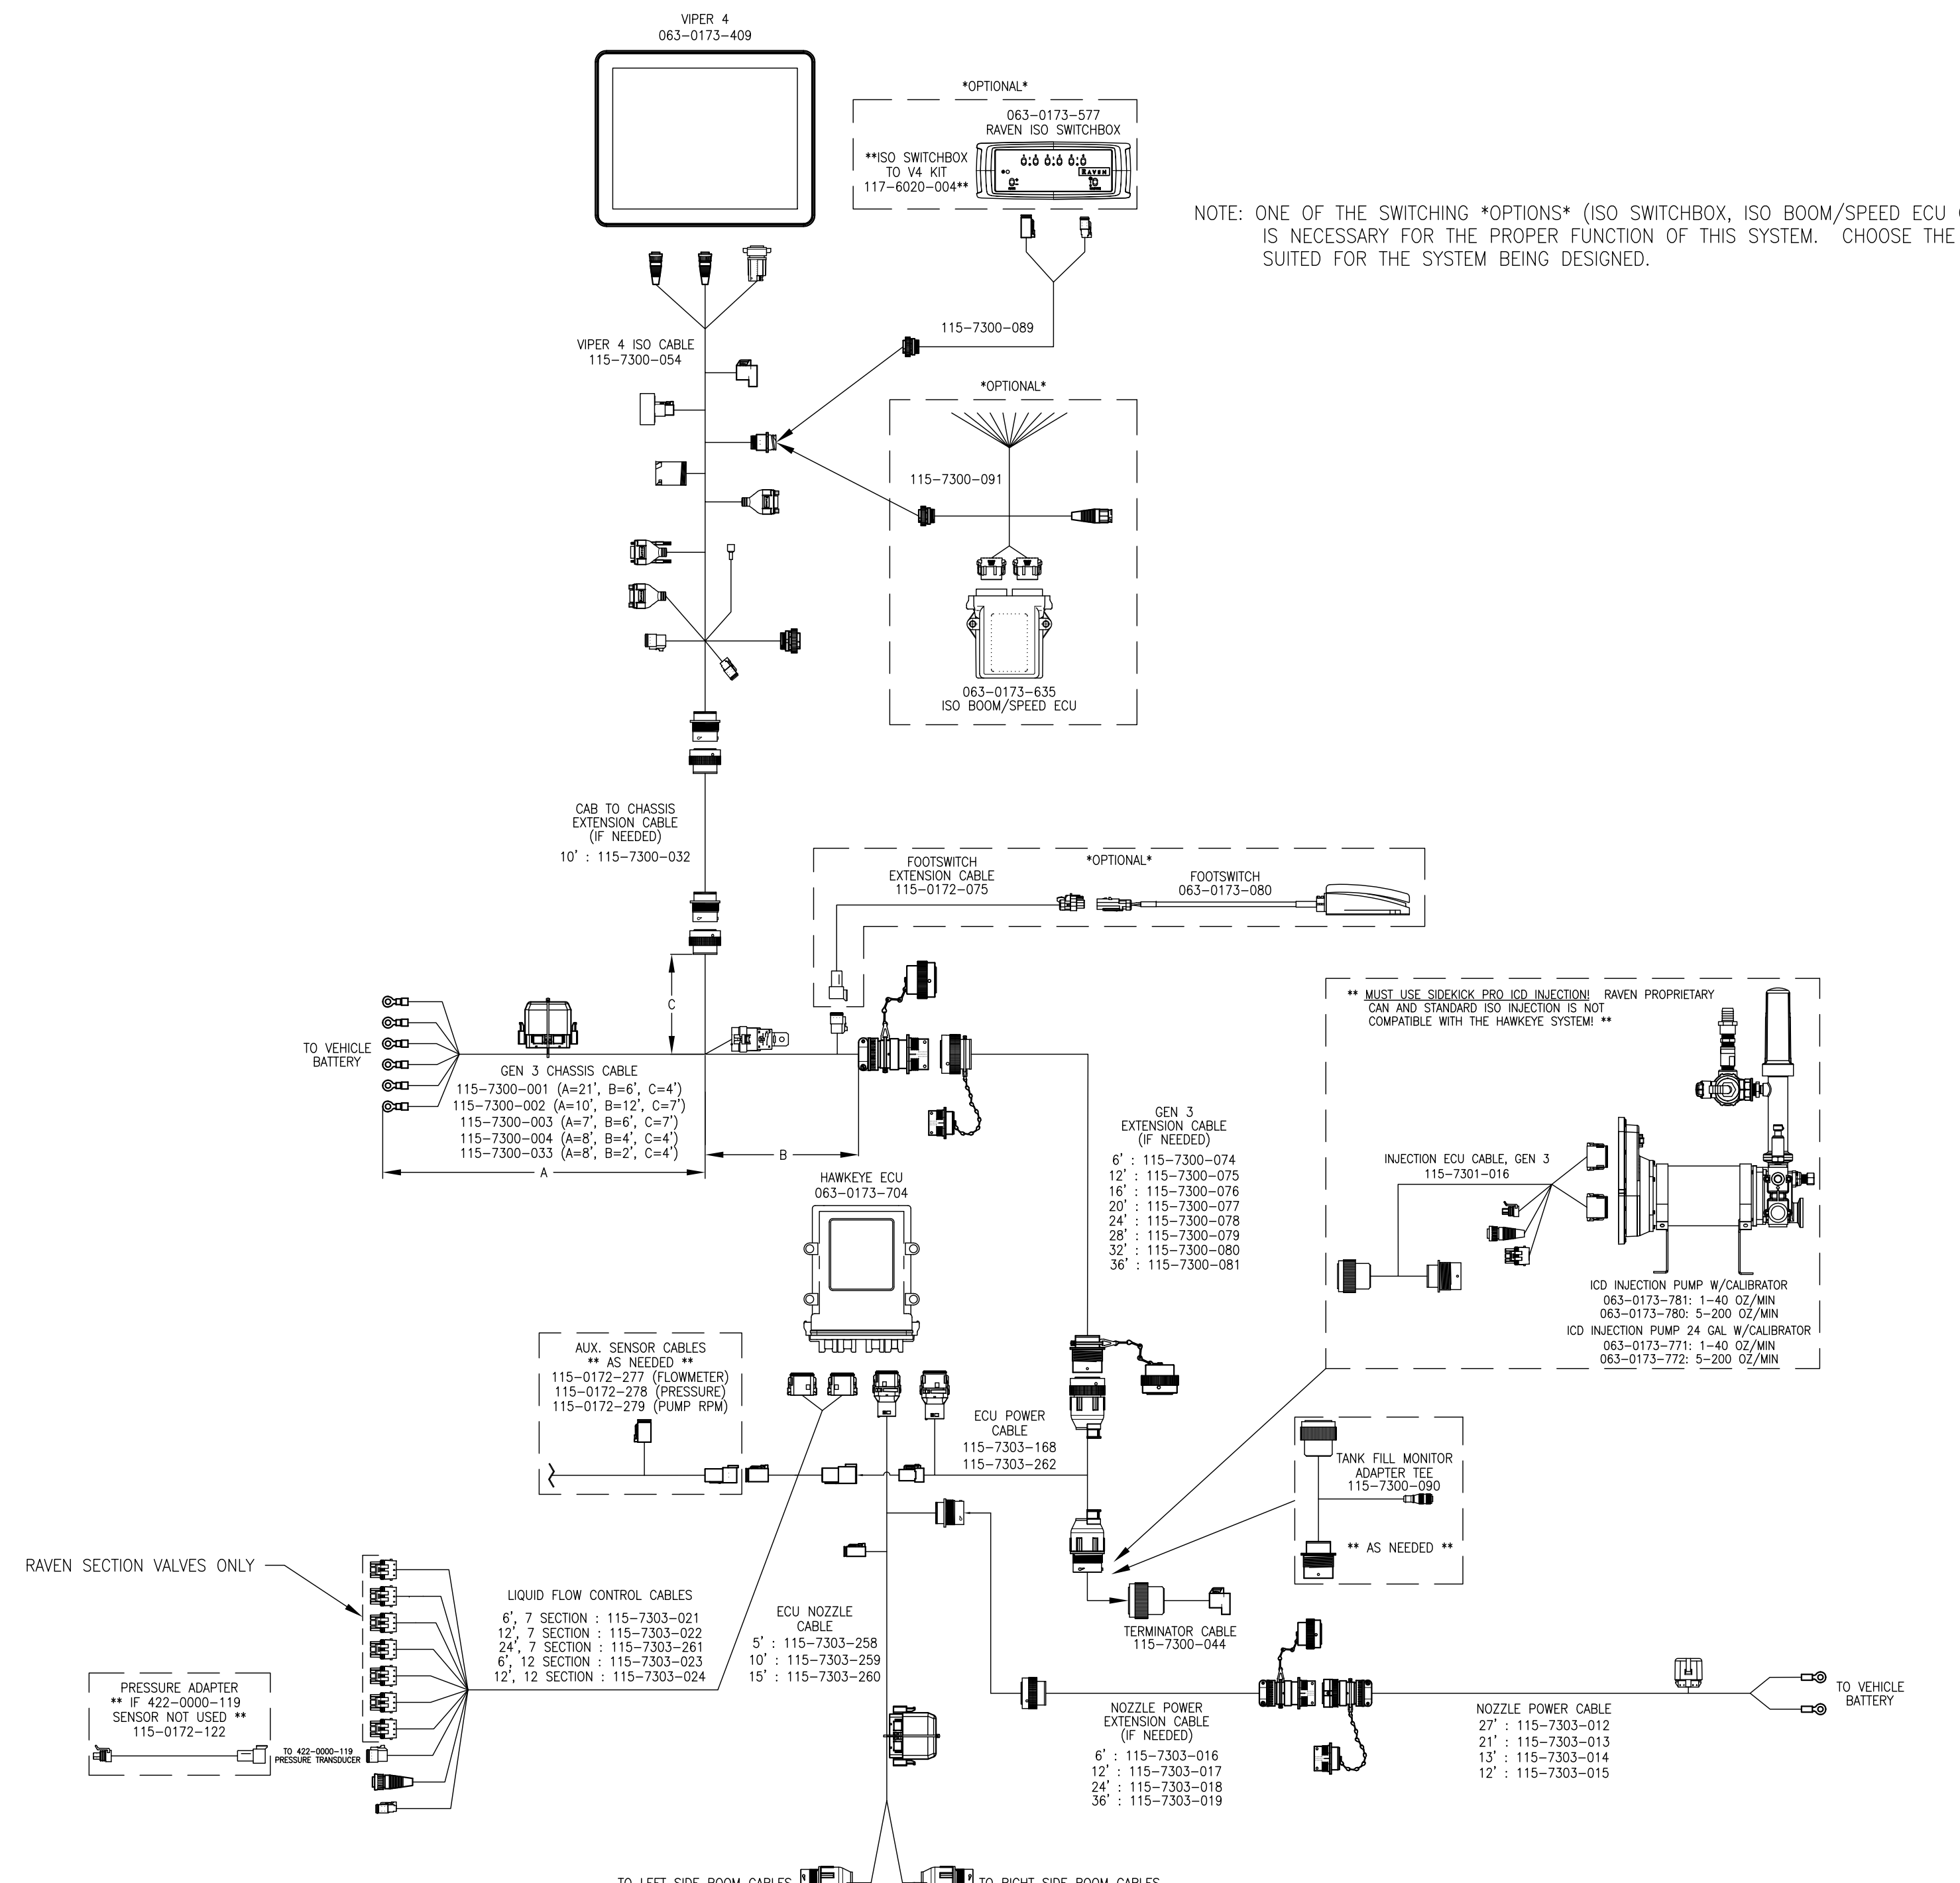 VIPER 4
063-0173-409
*OPTIONAL*
063-0173-577
RAVEN ISO SWITCHBOX
**ISO SWITCHBOX
TO V4 KIT
117-6020-004**
RAVEN
NOTE: ONE OF THE SWITCHING *OPTIONS* (ISO SWITCHBOX, ISO BOOM/SPEED ECU
IS NECESSARY FOR THE PROPER FUNCTION OF THIS SYSTEM. CHOOSE THE
SUITED FOR THE SYSTEM BEING DESIGNED.
115-7300-089
VIPER 4 ISO CABLE
115-7300-054
*OPTIONAL*
115-7300-091
063-0173-635
ISO BOOM/SPEED ECU
CAB TO CHASSIS
EXTENSION CABLE
(IF NEEDED)
10' : 115-7300-032
FOOTSWITCH
EXTENSION CABLE
115-0172-075
*OPTIONAL*
FOOTSWITCH
063-0173-080
C
TO VEHICLE
BATTERY
GEN 3 CHASSIS CABLE
115-7300-001 (A=21', B=6', C=4')
115-7300-002 (A=10', B=12', C=7')
115-7300-003 (A=7', B=6', C=7')
115-7300-004 (A=8', B=4', C=4')
115-7300-033 (A=8', B=2', C=4')
A
B
** MUST USE SIDEKICK PRO ICD INJECTION! RAVEN PROPRIETARY
CAN AND STANDARD ISO INJECTION IS NOT
COMPATIBLE WITH THE HAWKEYE SYSTEM! **
GEN 3
EXTENSION CABLE
(IF NEEDED)
6' : 115-7300-074
12' : 115-7300-075
16' : 115-7300-076
20' : 115-7300-077
24' : 115-7300-078
28' : 115-7300-079
32' : 115-7300-080
36' : 115-7300-081
INJECTION ECU CABLE, GEN 3
115-7301-016
ICD INJECTION PUMP W/CALIBRATOR
063-0173-781: 1-40 OZ/MIN
063-0173-780: 5-200 OZ/MIN
ICD INJECTION PUMP 24 GAL W/CALIBRATOR
063-0173-771: 1-40 OZ/MIN
063-0173-772: 5-200 OZ/MIN
HAWKEYE ECU
063-0173-704
AUX. SENSOR CABLES
** AS NEEDED **
115-0172-277 (FLOWMETER)
115-0172-278 (PRESSURE)
115-0172-279 (PUMP RPM)
ECU POWER
CABLE
115-7303-168
115-7303-262
TANK FILL MONITOR
ADAPTER TEE
115-7300-090
** AS NEEDED **
RAVEN SECTION VALVES ONLY
LIQUID FLOW CONTROL CABLES
6', 7 SECTION : 115-7303-021
12', 7 SECTION : 115-7303-022
24', 7 SECTION : 115-7303-261
6', 12 SECTION : 115-7303-023
12', 12 SECTION : 115-7303-024
ECU NOZZLE
CABLE
5' : 115-7303-258
10' : 115-7303-259
15' : 115-7303-260
TERMINATOR CABLE
115-7300-044
PRESSURE ADAPTER
** IF 422-0000-119
SENSOR NOT USED **
115-0172-122
TO 422-0000-119
PRESSURE TRANSDUCER
NOZZLE POWER
EXTENSION CABLE
(IF NEEDED)
6' : 115-7303-016
12' : 115-7303-017
24' : 115-7303-018
36' : 115-7303-019
NOZZLE POWER CABLE
27' : 115-7303-012
21' : 115-7303-013
13' : 115-7303-014
12' : 115-7303-015
TO VEHICLE
BATTERY
TO LEFT SIDE BOOM CABLES
TO RIGHT SIDE BOOM CABLES